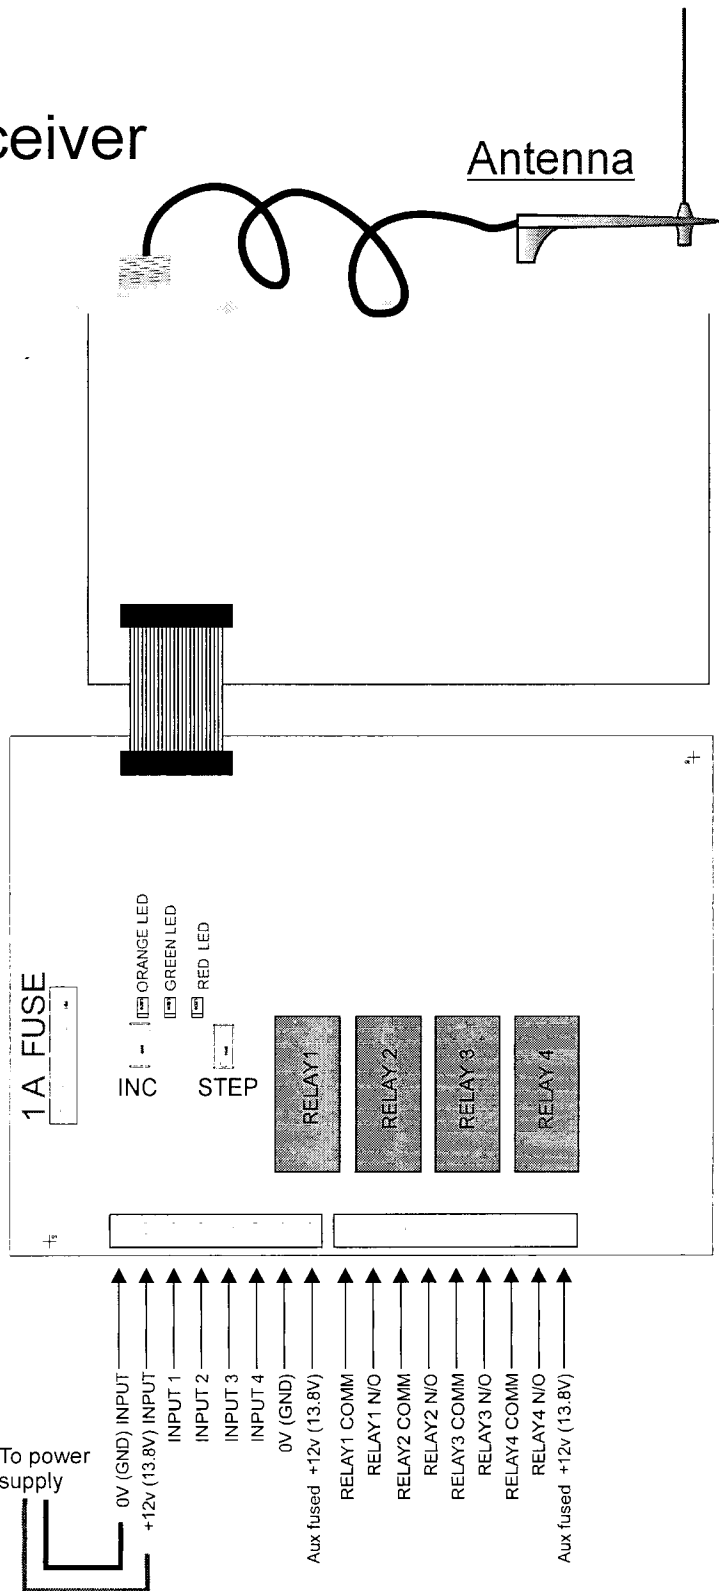 ceiver
Antenna
1 A FUSE
ORANGE LED
GREEN LED
RED LED
INC
STEP
RELAY1
RELAY 2
RELAY 3
RELAY 4
To power
supply
0V (GND) INPUT
+12v (13.8V) INPUT
INPUT 1
INPUT 2
INPUT 3
INPUT 4
0V (GND)
Aux fused +12v (13.8V)
RELAY1 COMM
RELAY1 N/O
RELAY2 COMM
RELAY2 N/O
RELAY3 COMM
RELAY3 N/O
RELAY4 COMM
RELAY4 N/O
Aux fused +12v (13.8V)